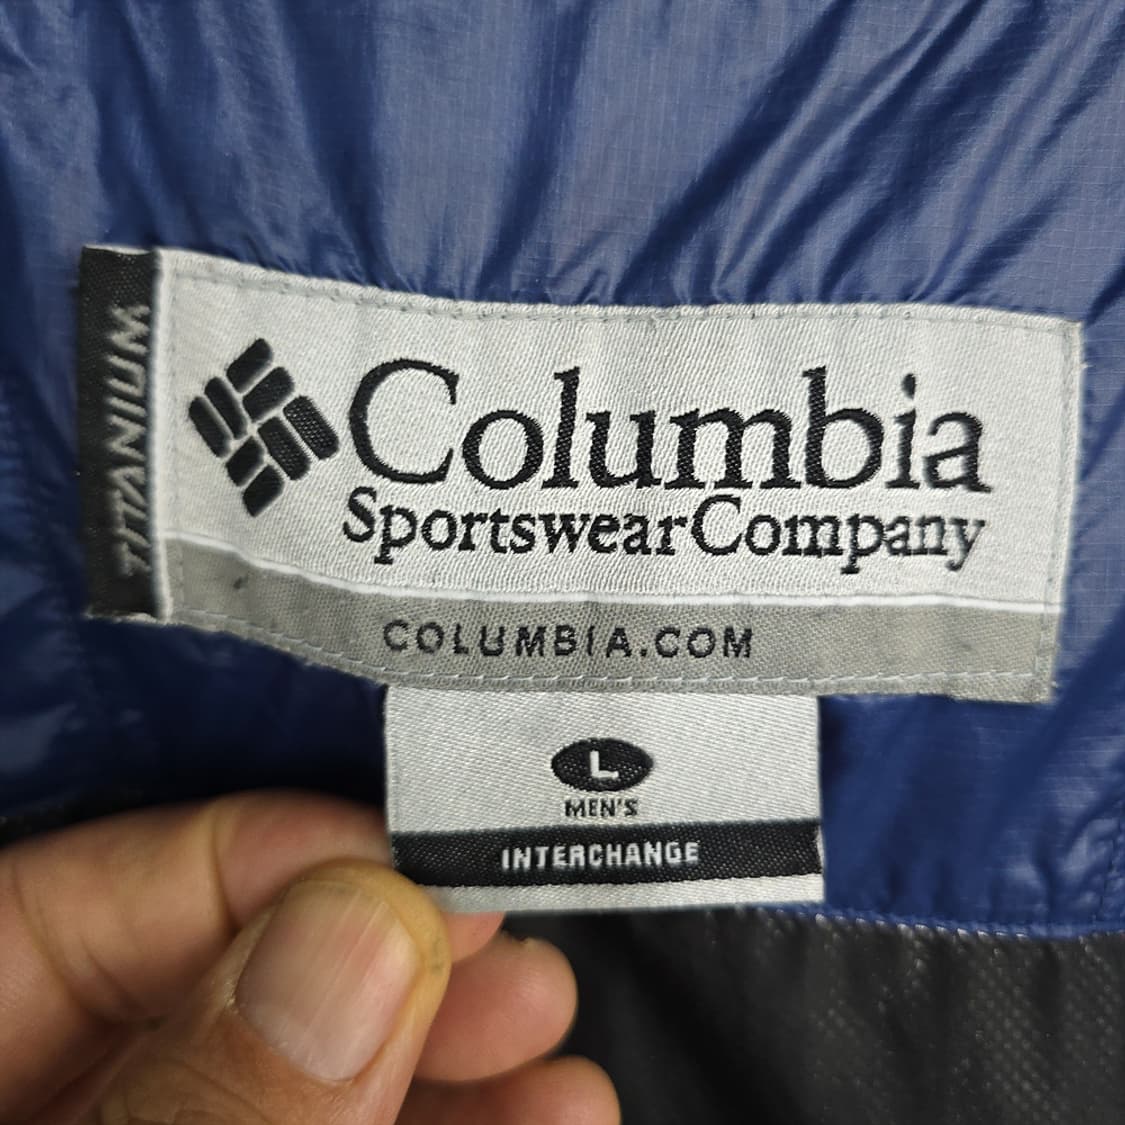 TITANIUM
Columbia
SportswearCompany
COLUMBIA.COM
L
MEN'S
INTERCHANGE